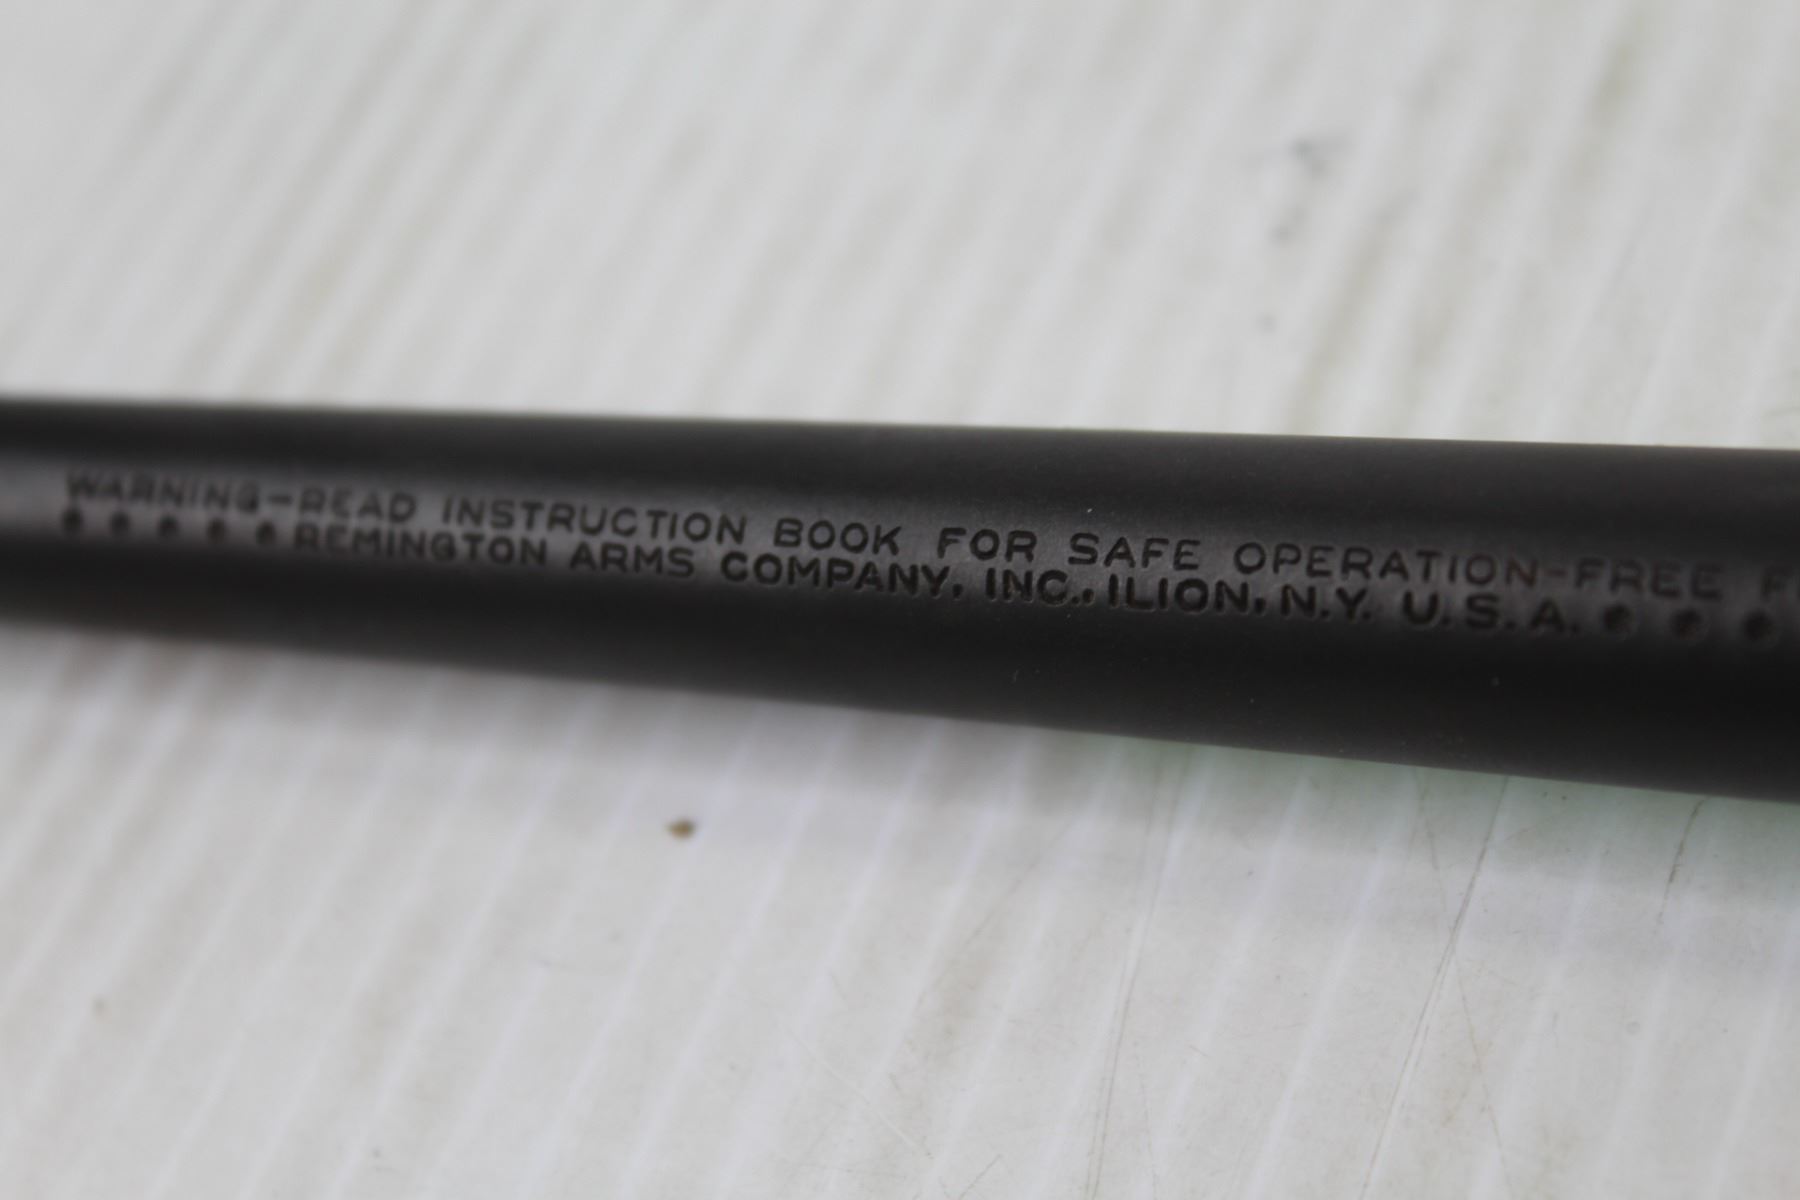 WARNING-READ INSTRUCTION BOOK FOR SAFE OPERATION-FREE
REMINGTON ARMS COMPANY, INC., ILION, N.Y. U.S.A.